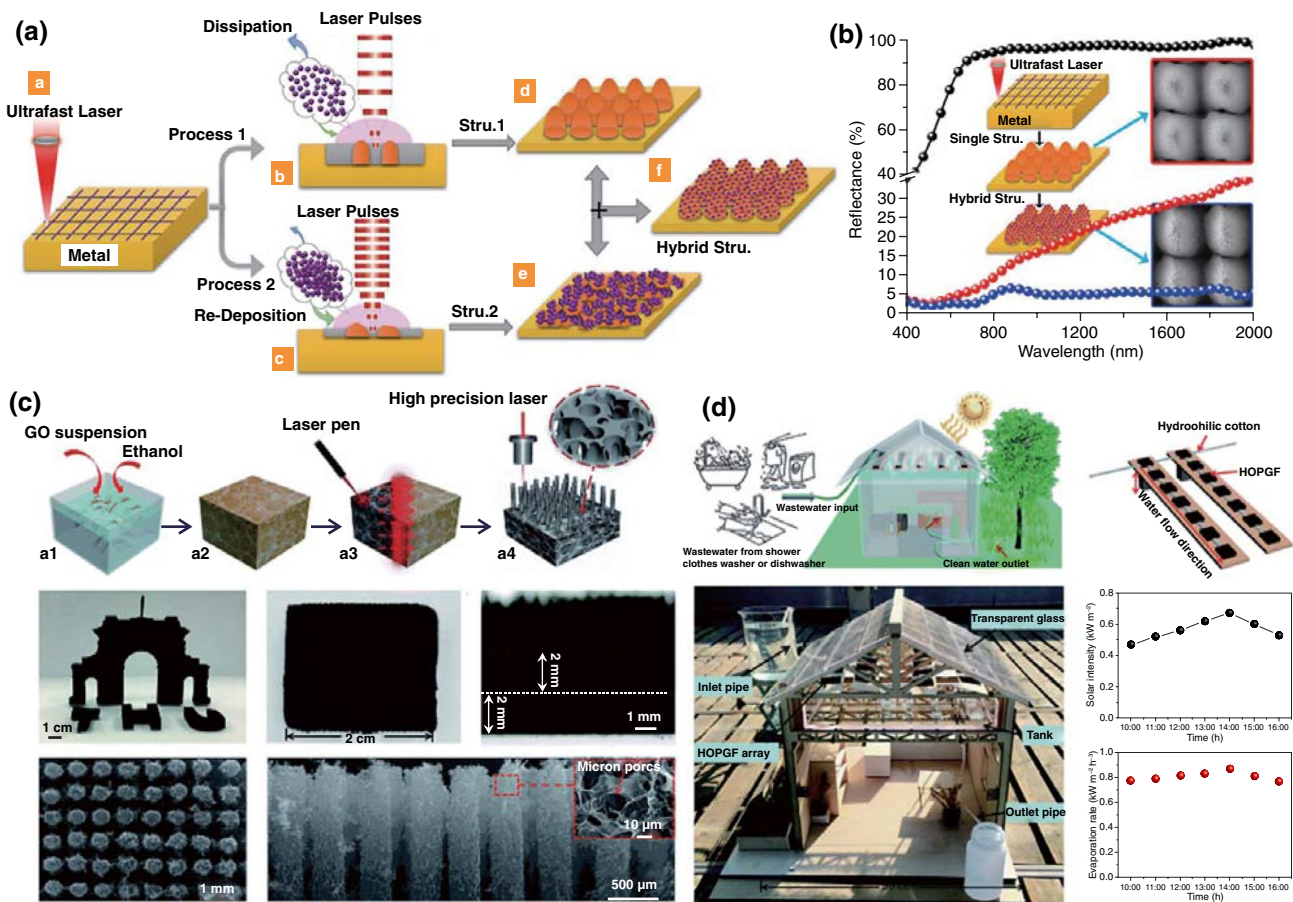 (a)
a
Ultrafast Laser
Metal
Process 1
Process 2
Dissipation
Laser Pulses
b
Laser Pulses
Re-Deposition
c
Stru.1
Stru.2
d
e
f
Hybrid Stru.
(b)
Reflectance (%)
100
80
60
40
30
25
20
15
10
5
0
400
800
1200
1600
2000
Wavelength (nm)
Ultrafast Laser
Metal
Single Stru.
Hybrid Stru.
(c)
GO suspension
Ethanol
Laser pen
High precision laser
a1
a2
a3
a4
1 cm
2 cm
2 mm
2 mm
1 mm
1 mm
Micron porcs
10 µm
500 µm
(d)
Wastewater input
Wastewater from shower
clothes washer or dishwasher
Clean water outlet
Hydroohilic cotton
HOPGF
Water flow direction
Transparent glass
Inlet pipe
Tank
HOPGF array
Outlet pipe
Solar intensity (kW m⁻²)
0.8
0.6
0.4
0.2
0.0
10:00 11:00 12:00 13:00 14:00 15:00 16:00
Time (h)
Evaporation rate (kW m⁻² h⁻²)
1.0
0.8
0.6
0.4
0.2
0.0
10:00 11:00 12:00 13:00 14:00 15:00 16:00
Time (h)